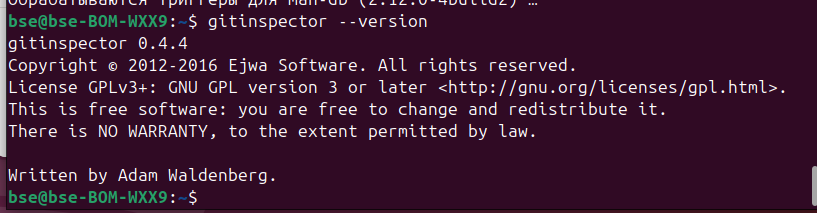 Обрабатываются триггеры для man-db (2.12.0-4build2) …
bse@bse-BOM-WXX9:~$ gitinspector --version
gitinspector 0.4.4
Copyright © 2012-2016 Ejwa Software. All rights reserved.
License GPLv3+: GNU GPL version 3 or later <http://gnu.org/licenses/gpl.html>.
This is free software: you are free to change and redistribute it.
There is NO WARRANTY, to the extent permitted by law.
Written by Adam Waldenberg.
bse@bse-BOM-WXX9:~$